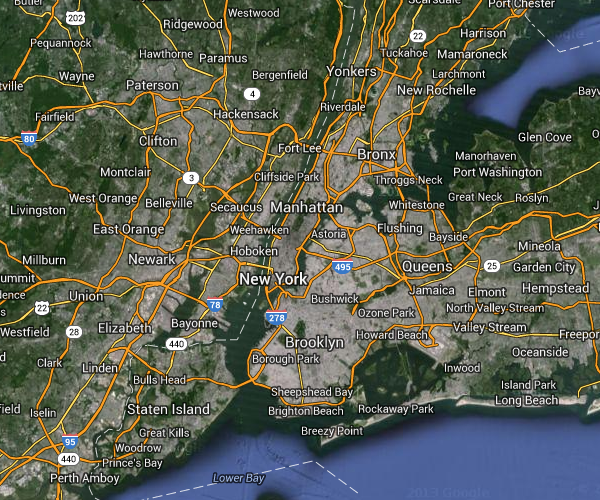 Butler
202
Westwood
Scarsdale
Port Chester
Ridgewood
22
Harrison
Pequannock
Hawthorne
Paramus
Tuckahoe
Mamaroneck
Wayne
Bergenfield
Yonkers
Larchmont
Paterson
4
New Rochelle
Fairfield
Hackensack
Riverdale
80
Clifton
Fort Lee
Bronx
Glen Cove
Manorhaven
Montclair
3
Cliffside Park
Throggs Neck
Port Washington
West Orange
Belleville
Secaucus
Manhattan
Whitestone
Great Neck
Roslyn
Livingston
East Orange
Weehawken
Astoria
Flushing
Bayside
Mineola
Millburn
Newark
Hoboken
New York
495
Queens
25
Garden City
Summit
Union
Jamaica
Elmont
Hempstead
22
78
Bushwick
Ozone Park
North Valley Stream
Westfield
28
Elizabeth
Bayonne
278
Howard Beach
Valley Stream
Freeport
440
Brooklyn
Oceanside
Clark
Linden
Borough Park
Inwood
Bulls Head
Sheepshead Bay
Island Park
Long Beach
Iselin
Staten Island
Brighton Beach
Rockaway Park
Great Kills
Breezy Point
95
Woodrow
440
Prince's Bay
Perth Amboy
Lower Bay